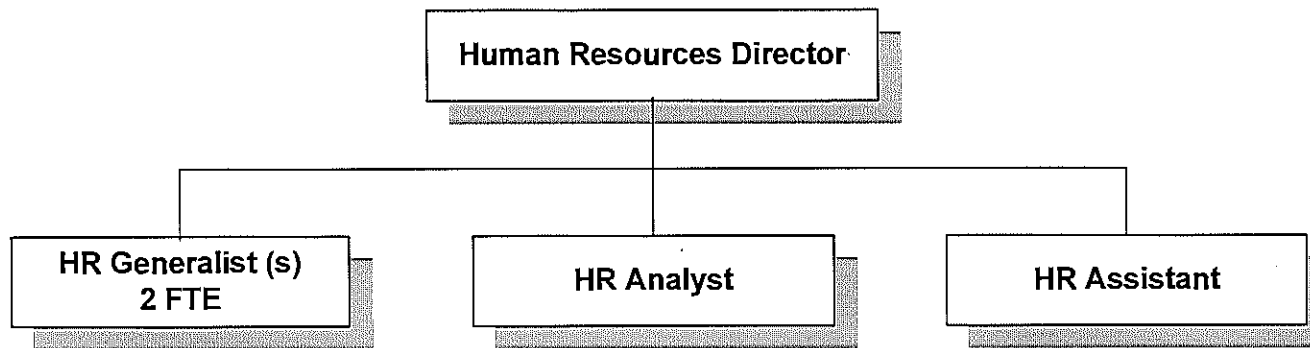 Human Resources Director
HR Generalist (s)
2 FTE
HR Analyst
HR Assistant